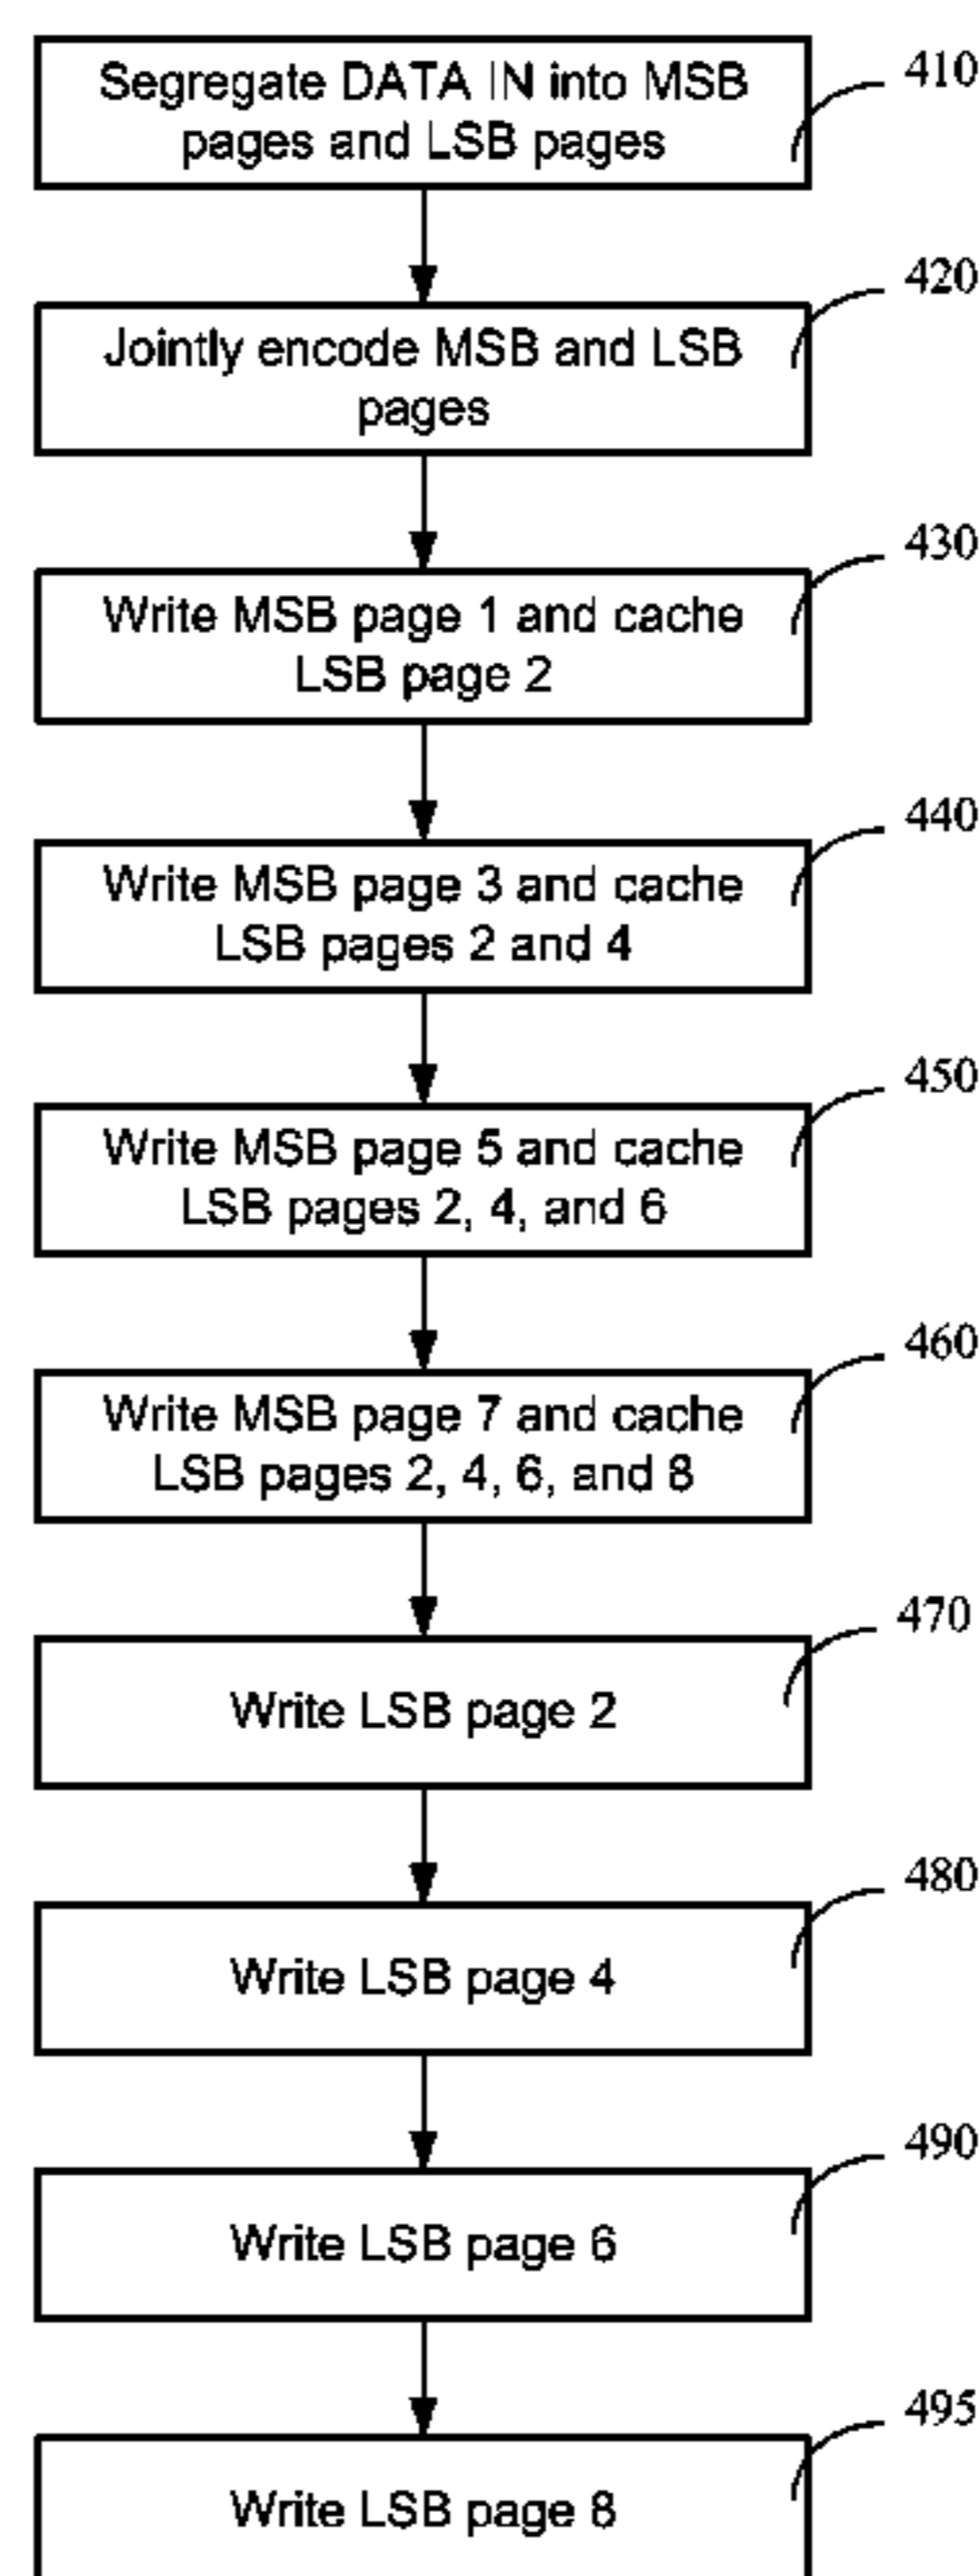 Segregate DATA IN into MSB
pages and LSB pages
410
Jointly encode MSB and LSB
pages
420
Write MSB page 1 and cache
LSB page 2
430
Write MSB page 3 and cache
LSB pages 2 and 4
440
Write MSB page 5 and cache
LSB pages 2, 4, and 6
450
Write MSB page 7 and cache
LSB pages 2, 4, 6, and 8
460
Write LSB page 2
470
Write LSB page 4
480
Write LSB page 6
490
Write LSB page 8
495